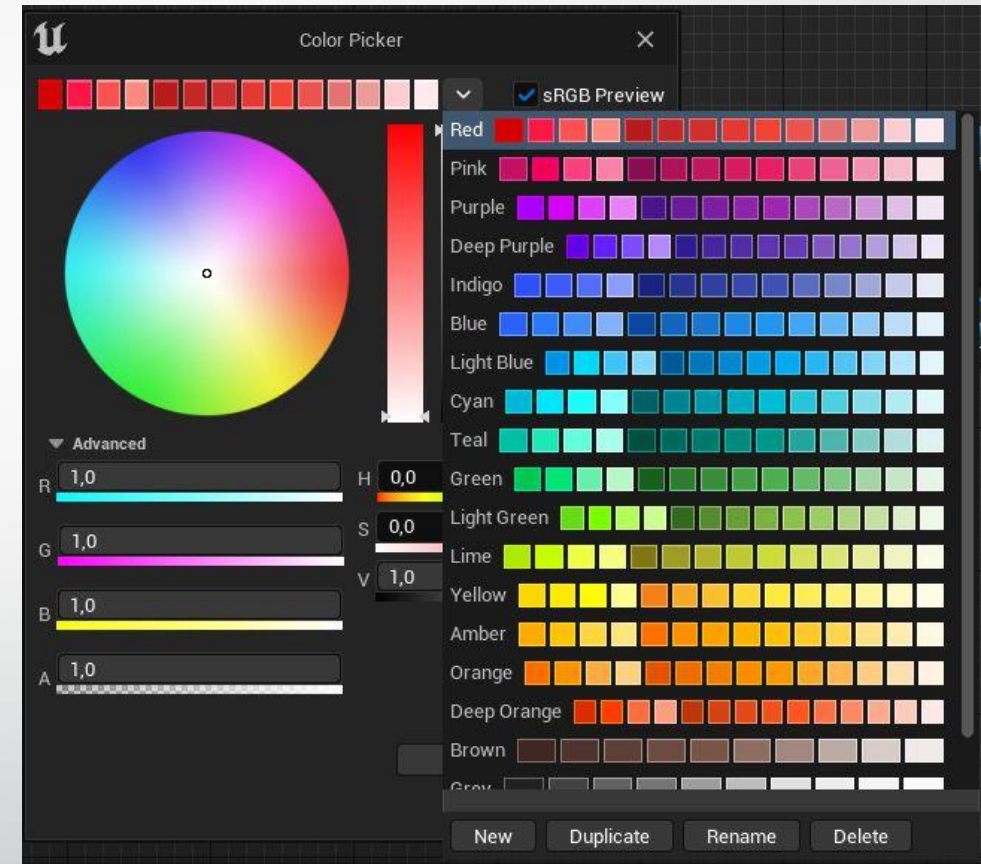 Color Picker
sRGB Preview
Red
Pink
Purple
Deep Purple
Indigo
Blue
Light Blue
Cyan
Teal
Green
Light Green
Lime
Yellow
Amber
Orange
Deep Orange
Brown
Grey
Advanced
R 1,0
G 1,0
B 1,0
A 1,0
H 0,0
S 0,0
V 1,0
New Duplicate Rename Delete